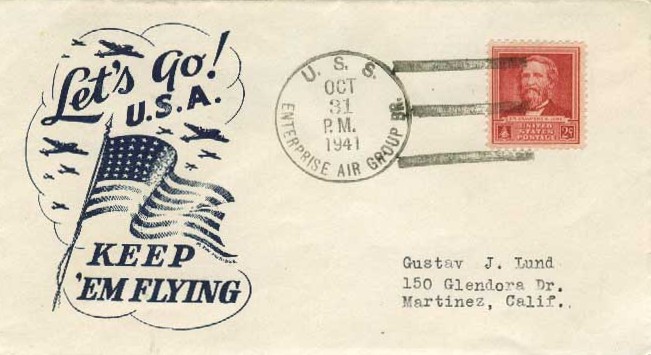 Let's Go!
U.S.A.
KEEP
'EM FLYING
U. S. S.
OCT
31
P.M.
1941
ENTERPRISE AIR GROUP BR.
UNITED
STATES
POSTAGE
2¢
Gustav J. Lund
150 Glendora Dr.
Martinez, Calif.